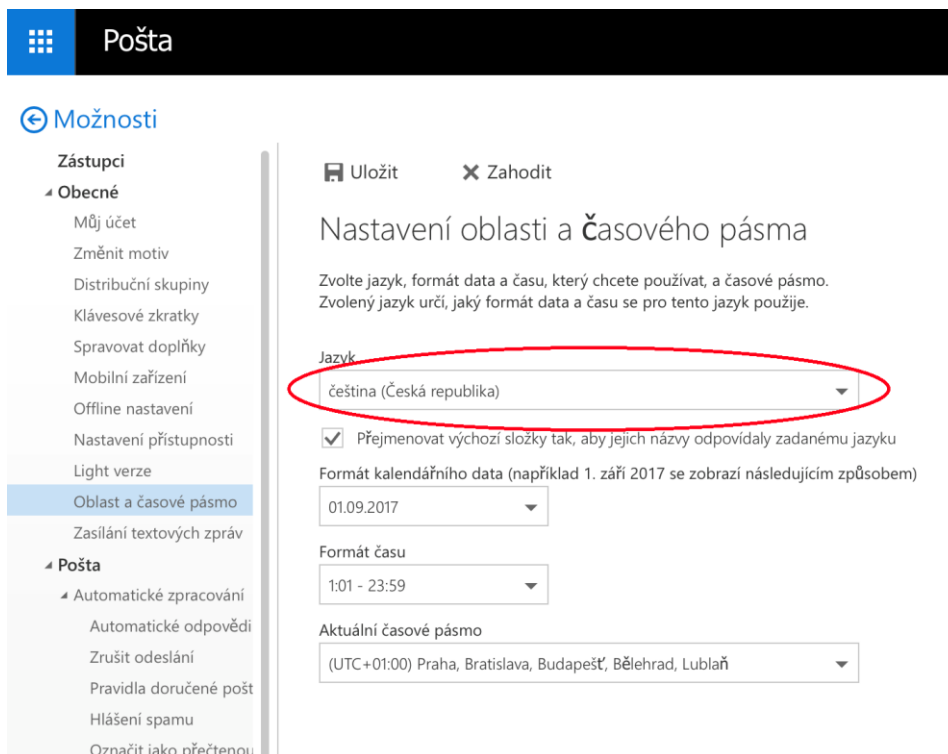 Pošta
Možnosti
Zástupci
Obecné
Můj účet
Změnit motiv
Distribuční skupiny
Klávesové zkratky
Spravovat doplňky
Mobilní zařízení
Offline nastavení
Nastavení přístupnosti
Light verze
Oblast a časové pásmo
Zasílání textových zpráv
Pošta
Automatické zpracování
Automatické odpovědi
Zrušit odeslání
Pravidla doručené pošt
Hlášení spamu
Označit jako přečtenou
Uložit Zahodit
Nastavení oblasti a časového pásma
Zvolte jazyk, formát data a času, který chcete používat, a časové pásmo.
Zvolený jazyk určí, jaký formát data a času se pro tento jazyk použije.
Jazyk
čeština (Česká republika)
Přejmenovat výchozí složky tak, aby jejich názvy odpovídaly zadanému jazyku
Formát kalendářního data (například 1. září 2017 se zobrazí následujícím způsobem)
01.09.2017
Formát času
1:01 - 23:59
Aktuální časové pásmo
(UTC+01:00) Praha, Bratislava, Budapešť, Bělehrad, Lublaň